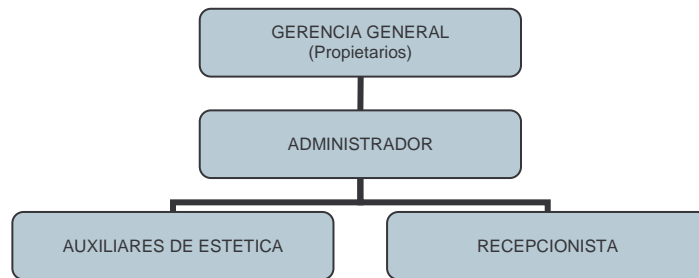 GERENCIA GENERAL
(Propietarios)
ADMINISTRADOR
AUXILIARES DE ESTETICA
RECEPCIONISTA